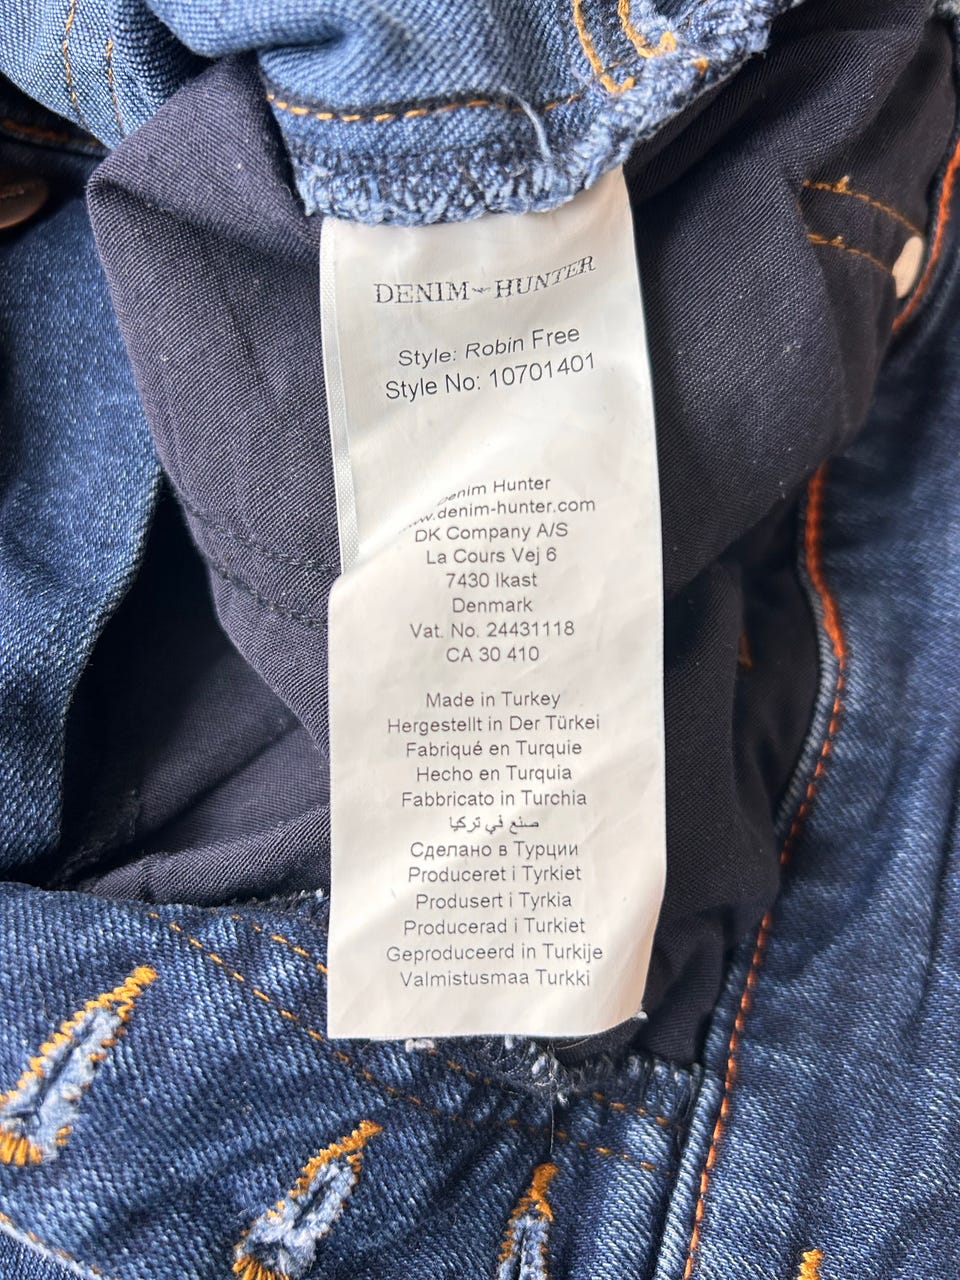 DENIM HUNTER
Style: Robin Free
Style No: 10701401
Denim Hunter
www.denim-hunter.com
DK Company A/S
La Cours Vej 6
7430 Ikast
Denmark
Vat. No. 24431118
CA 30 410
Made in Turkey
Hergestellt in Der Türkei
Fabriqué en Turquie
Hecho en Turquia
Fabbricato in Turchia
صنع في تركيا
Сделано в Турции
Produceret i Tyrkiet
Produsert i Tyrkia
Producerad i Turkiet
Geproduceerd in Turkije
Valmistusmaa Turkki